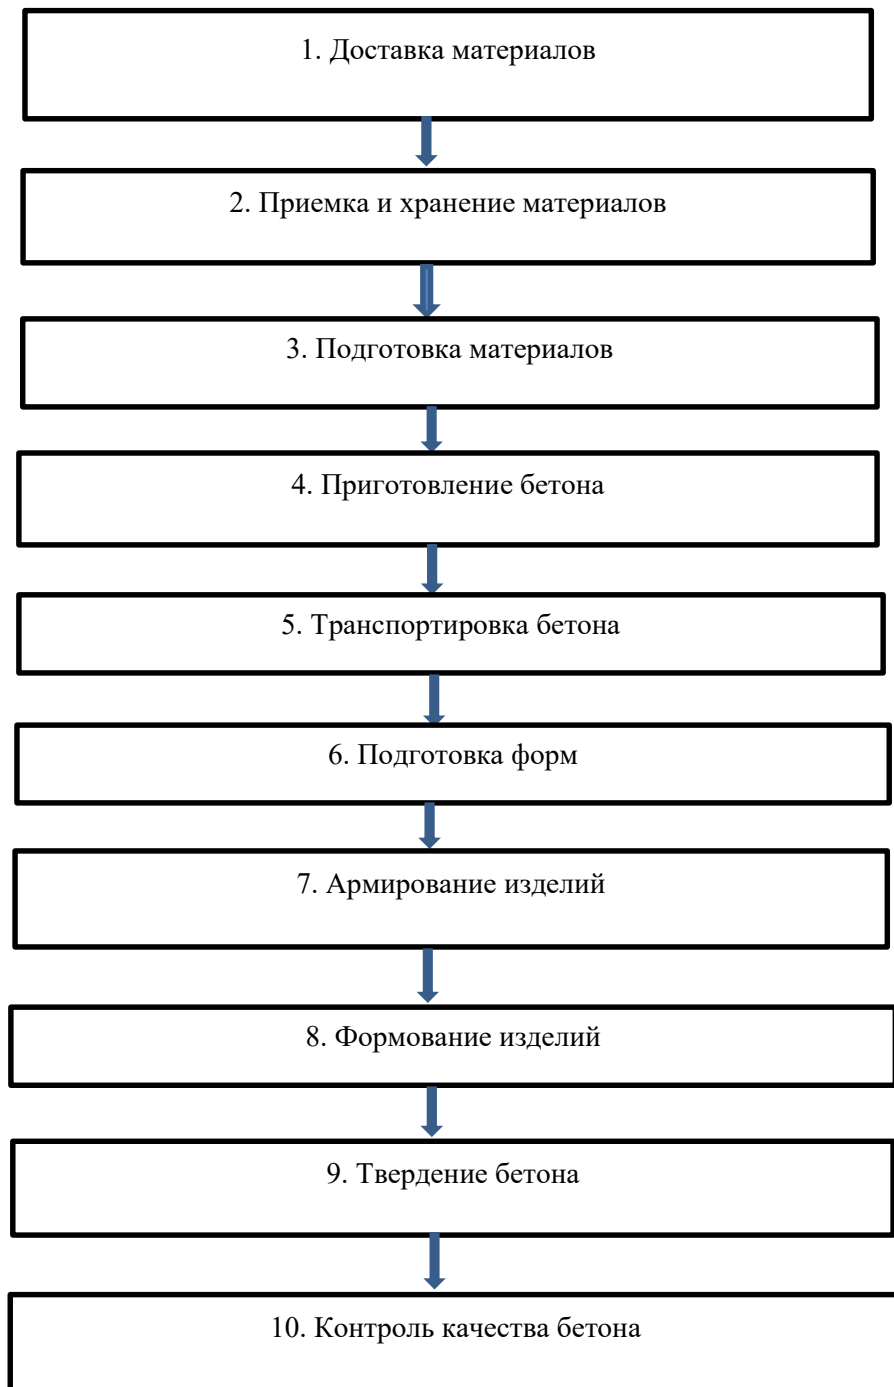 1. Доставка материалов
2. Приемка и хранение материалов
3. Подготовка материалов
4. Приготовление бетона
5. Транспортировка бетона
6. Подготовка форм
7. Армирование изделий
8. Формование изделий
9. Твердение бетона
10. Контроль качества бетона